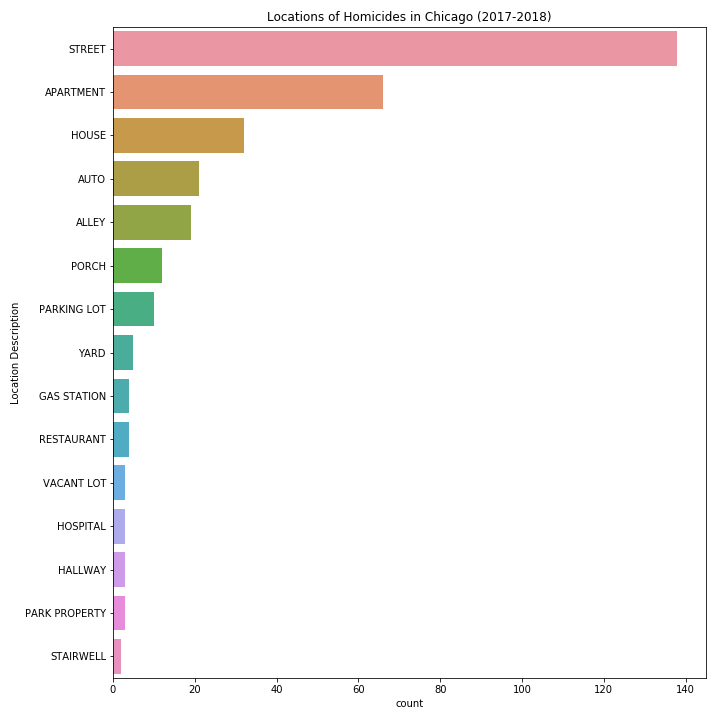 Locations of Homicides in Chicago (2017-2018)
Location Description
STREET
APARTMENT
HOUSE
AUTO
ALLEY
PORCH
PARKING LOT
YARD
GAS STATION
RESTAURANT
VACANT LOT
HOSPITAL
HALLWAY
PARK PROPERTY
STAIRWELL
0 20 40 60 80 100 120 140
count